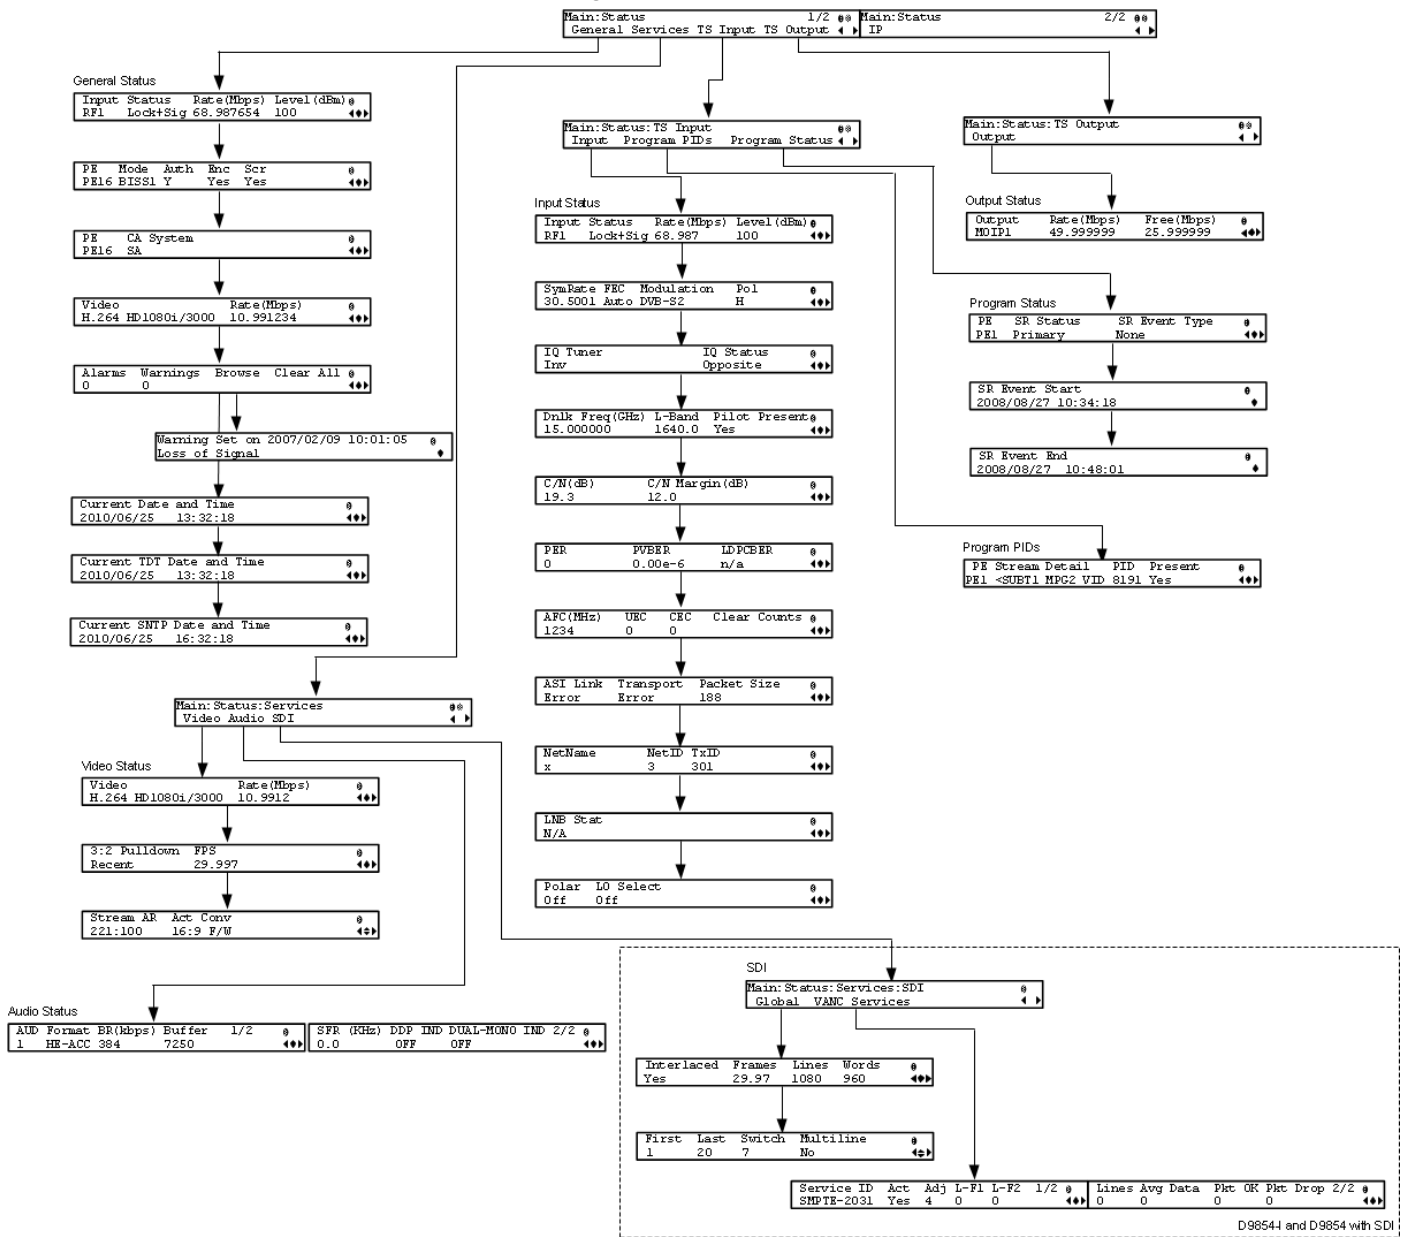 Main:Status 1/2
General Services TS Input TS Output
Main:Status 2/2
IP
General Status
Input Status Rate(Mbps) Level(dBm)
RF1 Lock+Sig 68.987654 100
PE Mode Auth Enc Scr
PE16 BISS1 Y Yes Yes
PE CA System
PE16 SA
Video Rate(Mbps)
H.264 HD1080i/3000 10.991234
Alarms Warnings Browse Clear All
0 0
Warning Set on 2007/02/09 10:01:05
Loss of Signal
Current Date and Time
2010/06/25 13:32:18
Current TDT Date and Time
2010/06/25 13:32:18
Current SNTP Date and Time
2010/06/25 16:32:18
Main:Status:Services
Video Audio SDI
Video Status
Video Rate(Mbps)
H.264 HD1080i/3000 10.9912
3:2 Pulldown FPS
Recent 29.997
Stream AR Act Conv
221:100 16:9 F/W
Audio Status
AUD Format BR(kbps) Buffer 1/2
1 HE-ACC 384 7250
SFR (KHz) DDP IND DUAL-MONO IND 2/2
0.0 OFF OFF
Main:Status:TS Input
Input Program PIDs Program Status
Input Status
Input Status Rate(Mbps) Level(dBm)
RF1 Lock+Sig 68.987 100
SymRate FEC Modulation Pol
30.5001 Auto DVB-S2 H
IQ Tuner IQ Status
Inv Opposite
Dnlk Freq(GHz) L-Band Pilot Present
15.000000 1640.0 Yes
C/N(dB) C/N Margin(dB)
19.3 12.0
PER PVBER LDPCBER
0 0.00e-6 n/a
AFC(MHz) UEC CEC Clear Counts
1234 0 0
ASI Link Transport Packet Size
Error Error 188
NetName NetID TxID
x 3 301
LNB Stat
N/A
Polar LO Select
Off Off
Main:Status:TS Output
Output
Output Status
Output Rate(Mbps) Free(Mbps)
MOIP1 49.999999 25.999999
Program Status
PE SR Status SR Event Type
PE1 Primary None
SR Event Start
2008/08/27 10:34:18
SR Event End
2008/08/27 10:48:01
Program PIDs
PE Stream Detail PID Present
PE1 <SUBT1 MPG2 VID 8191 Yes
SDI
Main:Status:Services:SDI
Global VANC Services
Interlaced Frames Lines Words
Yes 29.97 1080 960
First Last Switch Multiline
1 20 7 No
Service ID Act Adj L-F1 L-F2 1/2
SMPTE-2031 Yes 4 0 0
Lines Avg Data Pkt OK Pkt Drop 2/2
0 0 0 0
D9854-I and D9854 with SDI